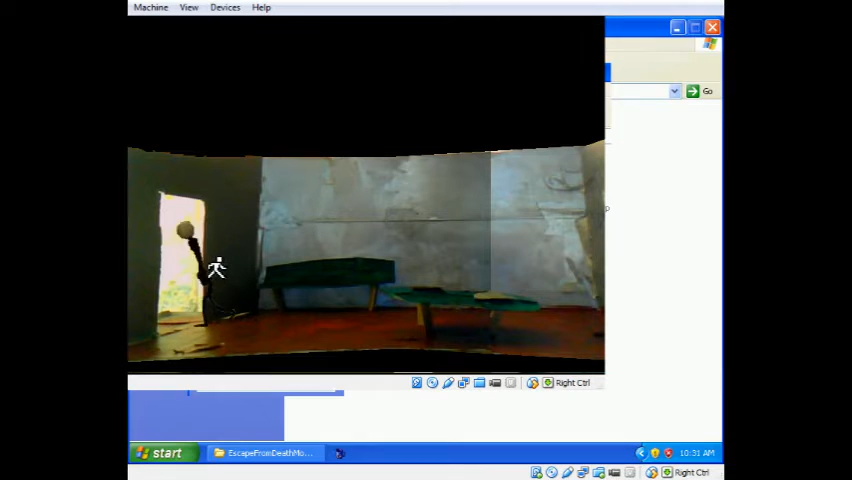 Machine View Devices Help
Go
Right Ctrl
start EscapeFromDeathMo... 10:31 AM
Right Ctrl